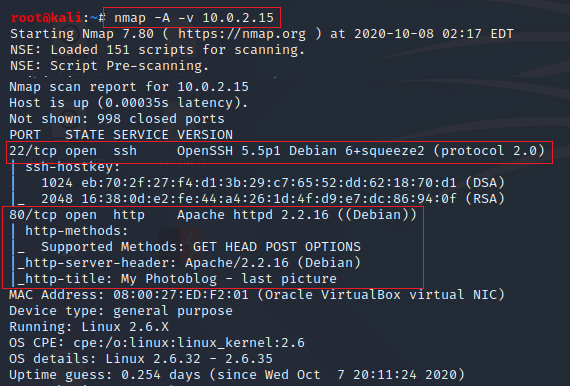 root@kali:~# nmap -A -v 10.0.2.15
Starting Nmap 7.80 ( https://nmap.org ) at 2020-10-08 02:17 EDT
NSE: Loaded 151 scripts for scanning.
NSE: Script Pre-scanning.
Nmap scan report for 10.0.2.15
Host is up (0.00035s latency).
Not shown: 998 closed ports
PORT   STATE SERVICE VERSION
22/tcp open  ssh     OpenSSH 5.5p1 Debian 6+squeeze2 (protocol 2.0)
| ssh-hostkey:
|   1024 eb:70:2f:27:f4:d1:3b:29:c7:65:52:dd:62:18:70:d1 (DSA)
|_  2048 16:38:0d:e2:fe:44:a4:26:1d:4f:d9:e7:dc:86:94:0f (RSA)
80/tcp open  http    Apache httpd 2.2.16 ((Debian))
| http-methods:
|_  Supported Methods: GET HEAD POST OPTIONS
|_http-server-header: Apache/2.2.16 (Debian)
|_http-title: My Photoblog - last picture
MAC Address: 08:00:27:ED:F2:01 (Oracle VirtualBox virtual NIC)
Device type: general purpose
Running: Linux 2.6.X
OS CPE: cpe:/o:linux:linux_kernel:2.6
OS details: Linux 2.6.32 - 2.6.35
Uptime guess: 0.254 days (since Wed Oct  7 20:11:24 2020)